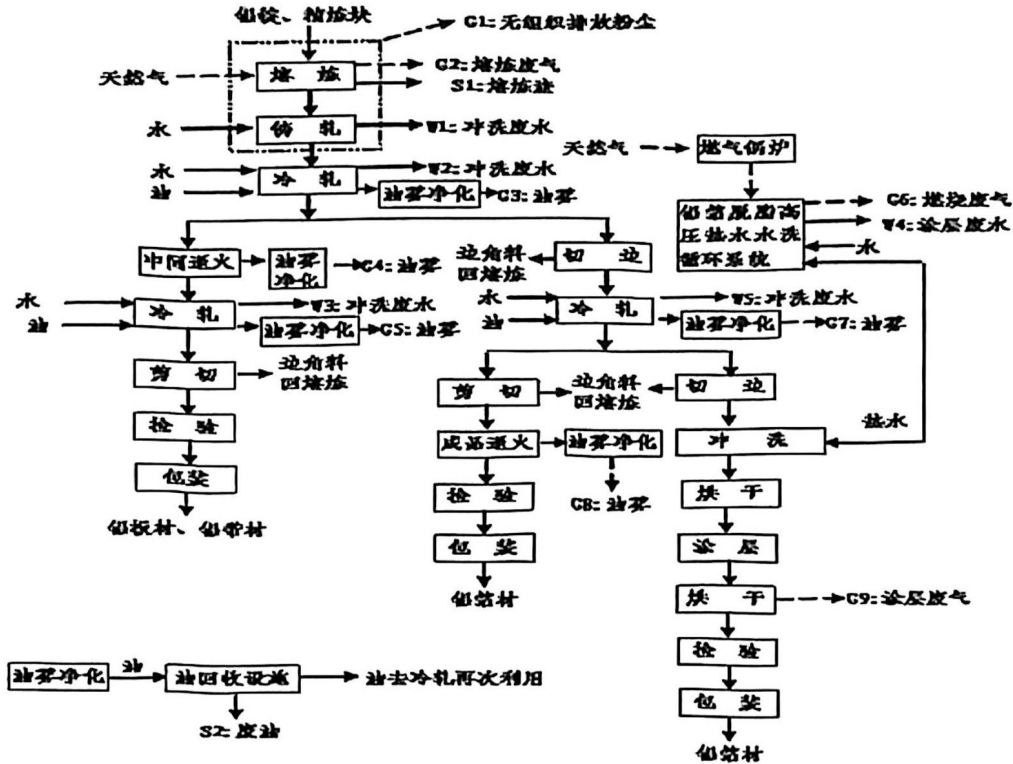 铝锭、精炼块
G1:无组织排放粉尘
天然气
熔 炼
G2:熔炼废气
S1:熔炼渣
水
铸 轧
W1:冲洗废水
天然气
燃气锅炉
水
油
冷 轧
W2:冲洗废水
油雾净化
G3:油雾
铝箔脱脂高
压热水水洗
循环系统
G6:燃烧废气
W4:涂层废水
水
中间退火
油雾
净化
G4:油雾
边角料
回熔炼
切 边
水
油
冷 轧
W3:冲洗废水
油雾净化
G5:油雾
水
油
冷 轧
W5:冲洗废水
油雾净化
G7:油雾
剪 切
边角料
回熔炼
剪 切
边角料
回熔炼
切 边
热水
检 验
成品退火
油雾净化
冲 洗
包装
检 验
G8:油雾
烘 干
铝板材、铝带材
包 装
涂 层
铝箔材
烘 干
G9:涂层废气
检 验
油雾净化
油
油回收设施
油去冷轧再次利用
包 装
S2:废油
铝箔材